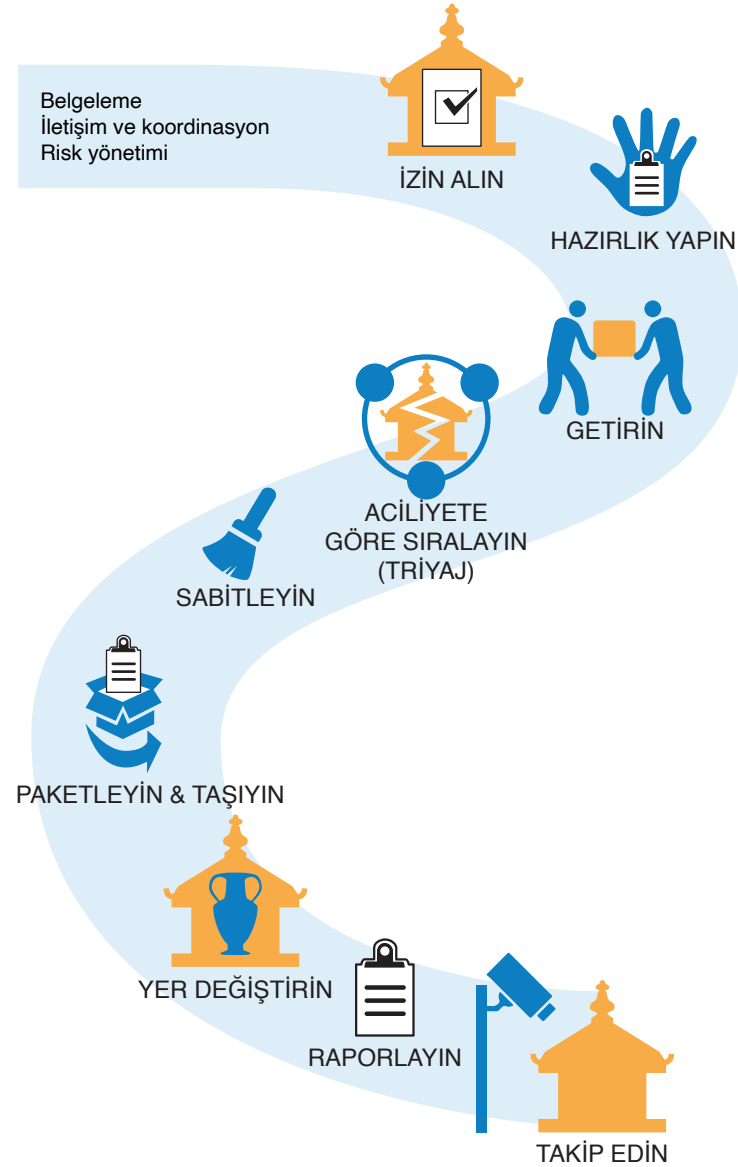 Belgeleme
İletişim ve koordinasyon
Risk yönetimi
İZİN ALIN
HAZIRLIK YAPIN
GETİRİN
ACİLİYETE
GÖRE SIRALAYIN
(TRİYAJ)
SABİTLEYİN
PAKETLEYİN & TAŞIYIN
YER DEĞİŞTİRİN
RAPORLAYIN
TAKİP EDİN